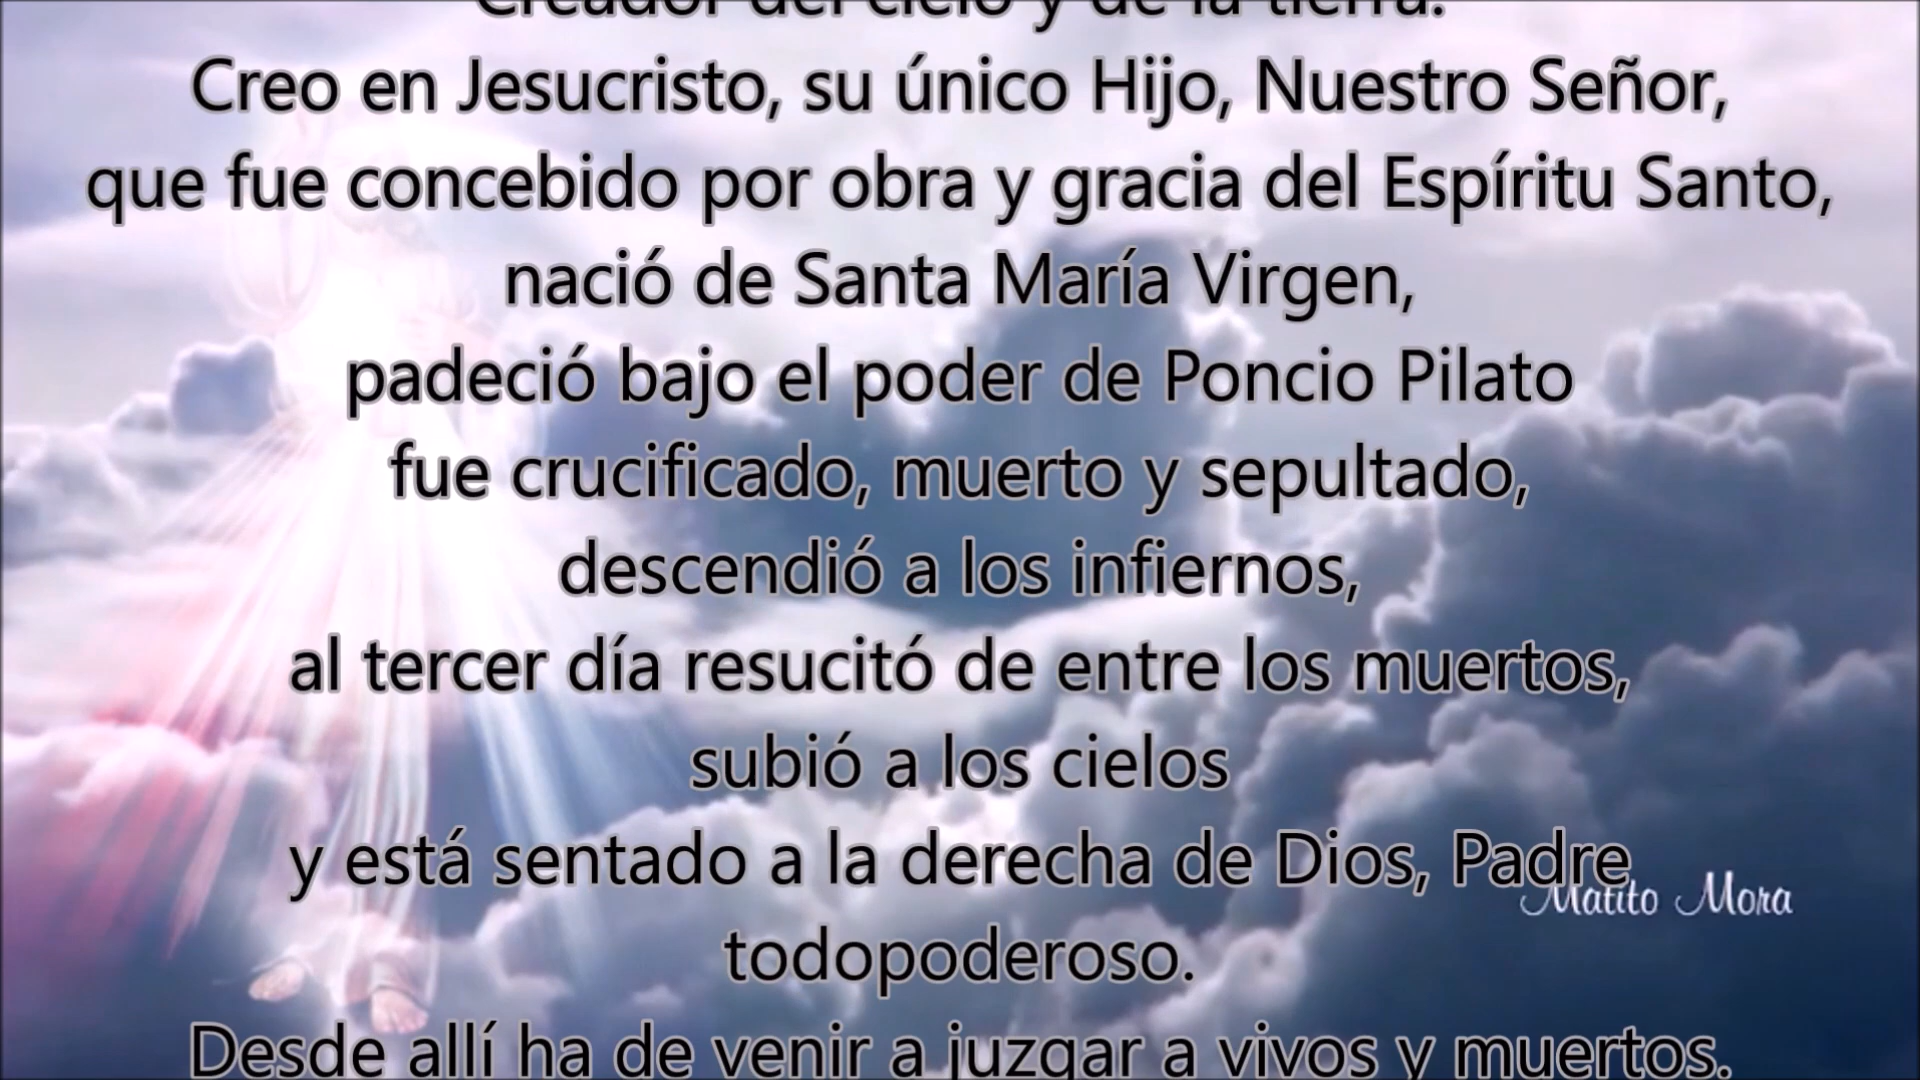 Creador del cielo y de la tierra.
Creo en Jesucristo, su único Hijo, Nuestro Señor,
que fue concebido por obra y gracia del Espíritu Santo,
nació de Santa María Virgen,
padeció bajo el poder de Poncio Pilato
fue crucificado, muerto y sepultado,
descendió a los infiernos,
al tercer día resucitó de entre los muertos,
subió a los cielos
y está sentado a la derecha de Dios, Padre
Matito Mora
todopoderoso.
Desde allí ha de venir a juzgar a vivos y muertos.